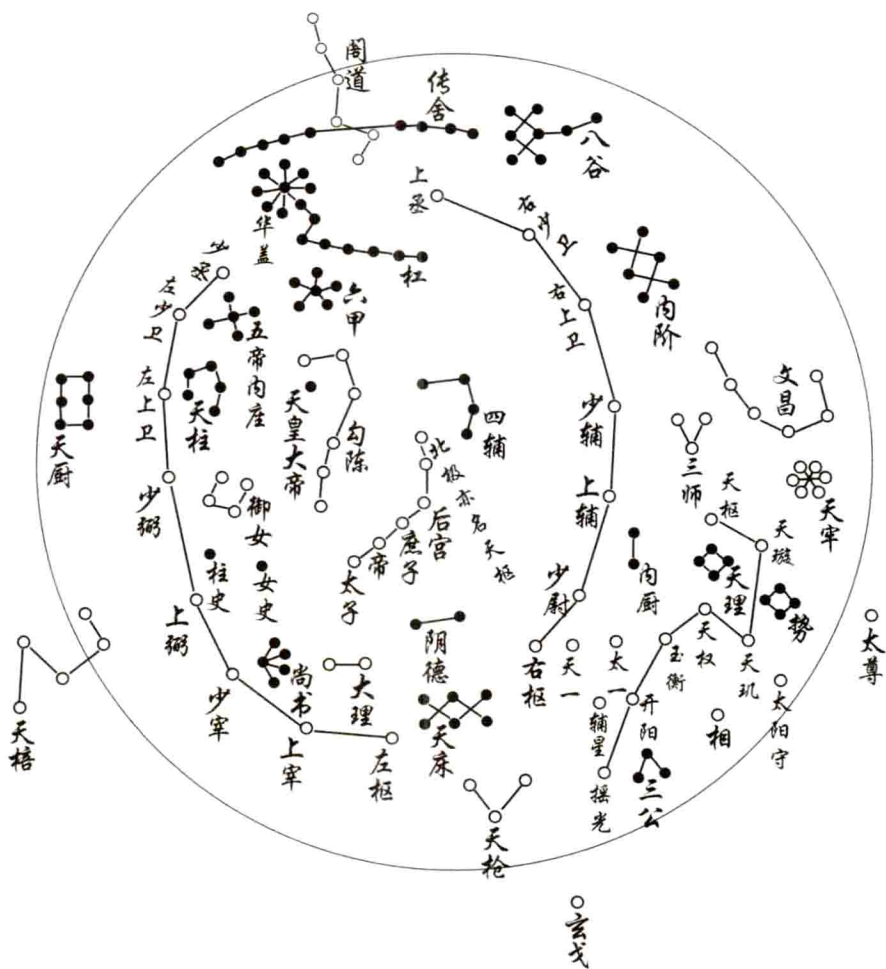 阁道
传舍
八谷
上丞
华盖
杠
少丞
左少卫
六甲
右上卫
内阶
五帝内座
文昌
左上卫
天柱
天皇大帝
勾陈
四辅
少辅
天厨
三师
北极亦名天枢
上辅
天牢
少弼
御女
后宫
庶子
帝
太子
天枢
天璇
内厨
天理
势
柱史
女史
少尉
上弼
天权
太尊
阴德
右枢
天一
太一
玉衡
天玑
尚书
大理
少宰
辅星
开阳
相
太阳守
天棓
上宰
左枢
天床
三公
摇光
天枪
玄戈